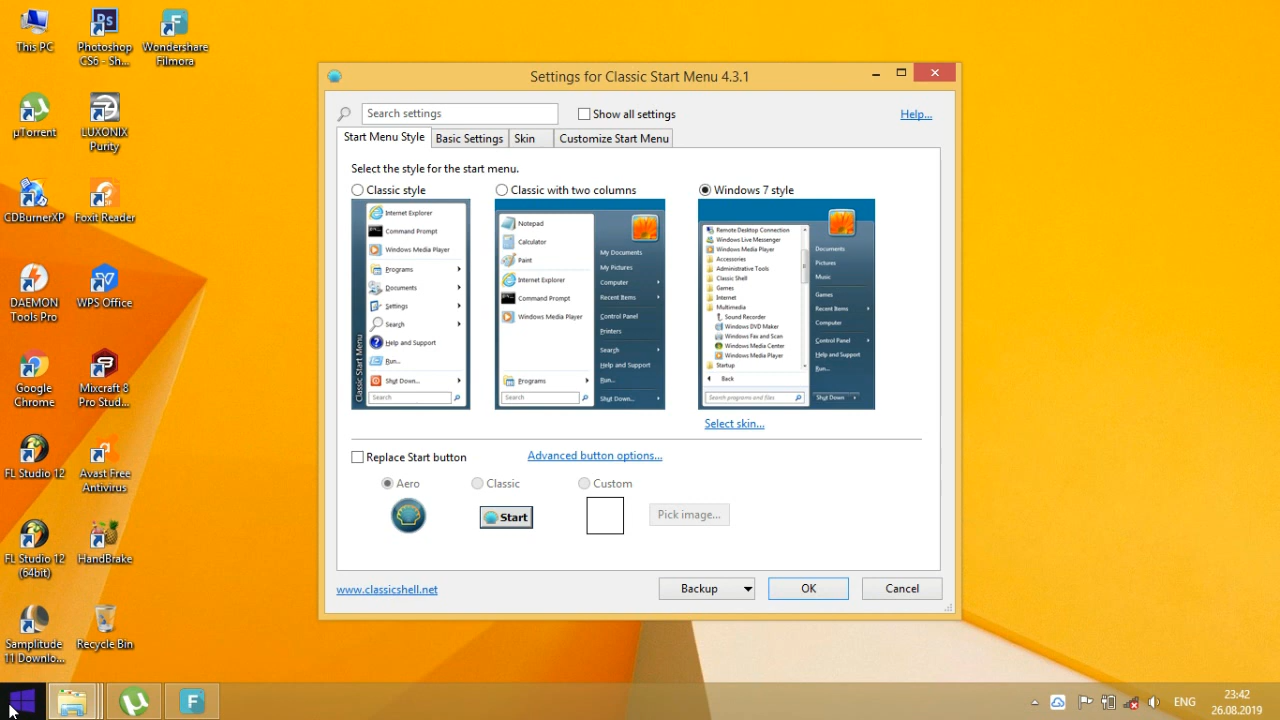 This PC
Photoshop
CS6 - Sh...
Wondershare
Filmora
µTorrent
LUXONIX
Purity
CDBurnerXP
Foxit Reader
DAEMON
Tools Pro
WPS Office
Google
Chrome
Mixcraft 8
Pro Stud...
FL Studio 12
Avast Free
Antivirus
FL Studio 12
(64bit)
HandBrake
Samplitude
11 Downlo...
Recycle Bin
Settings for Classic Start Menu 4.3.1
Search settings
Show all settings
Help...
Start Menu Style
Basic Settings
Skin
Customize Start Menu
Select the style for the start menu.
Classic style
Classic with two columns
Windows 7 style
Internet Explorer
Command Prompt
Windows Media Player
Programs
Documents
Settings
Search
Help and Support
Run...
Shut Down...
Search
Classic Start Menu
Notepad
Calculator
Paint
Internet Explorer
Command Prompt
Windows Media Player
Programs
Search
My Documents
My Pictures
Computer
Recent Items
Control Panel
Printers
Search
Help and Support
Run...
Shut Down...
Remote Desktop Connection
Windows Live Messenger
Windows Media Player
Accessories
Administrative Tools
Classic Shell
Games
Internet
Multimedia
Sound Recorder
Windows DVD Maker
Windows Fax and Scan
Windows Media Center
Windows Media Player
Startup
Back
Search programs and files
Documents
Pictures
Music
Games
Recent Items
Computer
Control Panel
Help and Support
Run...
Shut Down
Select skin...
Replace Start button
Advanced button options...
Aero
Classic
Custom
Start
Pick image...
www.classicshell.net
Backup
OK
Cancel
ENG
23:42
26.08.2019